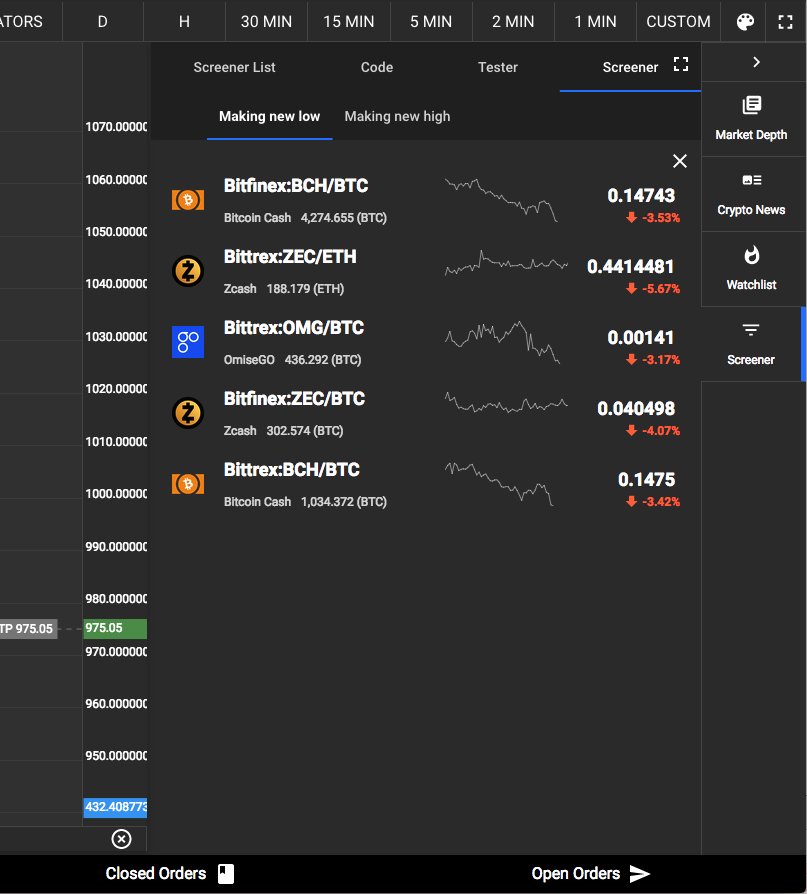 ATORS D H 30 MIN 15 MIN 5 MIN 2 MIN 1 MIN CUSTOM
Screener List Code Tester Screener
Making new low Making new high
Market Depth
Crypto News
Watchlist
Screener
Bitfinex:BCH/BTC 0.14743
Bitcoin Cash 4,274.655 (BTC) -3.53%
Bittrex:ZEC/ETH 0.4414481
Zcash 188.179 (ETH) -5.67%
Bittrex:OMG/BTC 0.00141
OmiseGO 436.292 (BTC) -3.17%
Bitfinex:ZEC/BTC 0.040498
Zcash 302.574 (BTC) -4.07%
Bittrex:BCH/BTC 0.1475
Bitcoin Cash 1,034.372 (BTC) -3.42%
1070.00000
1060.00000
1050.00000
1040.00000
1030.00000
1020.00000
1010.00000
1000.00000
990.000000
980.000000
TP 975.05 975.05
970.000000
960.000000
950.000000
432.408773
Closed Orders Open Orders